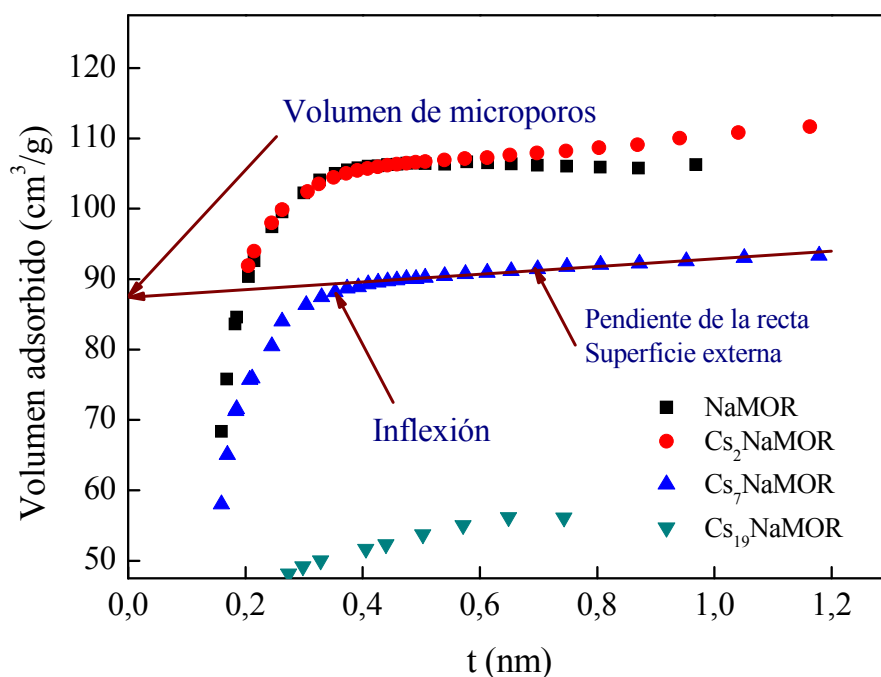 Volumen adsorbido (cm³/g)
120
110
100
90
80
70
60
50
Volumen de microporos
Pendiente de la recta
Superficie externa
Inflexión
NaMOR
Cs₂NaMOR
Cs₇NaMOR
Cs₁₉NaMOR
0,0 0,2 0,4 0,6 0,8 1,0 1,2
t (nm)